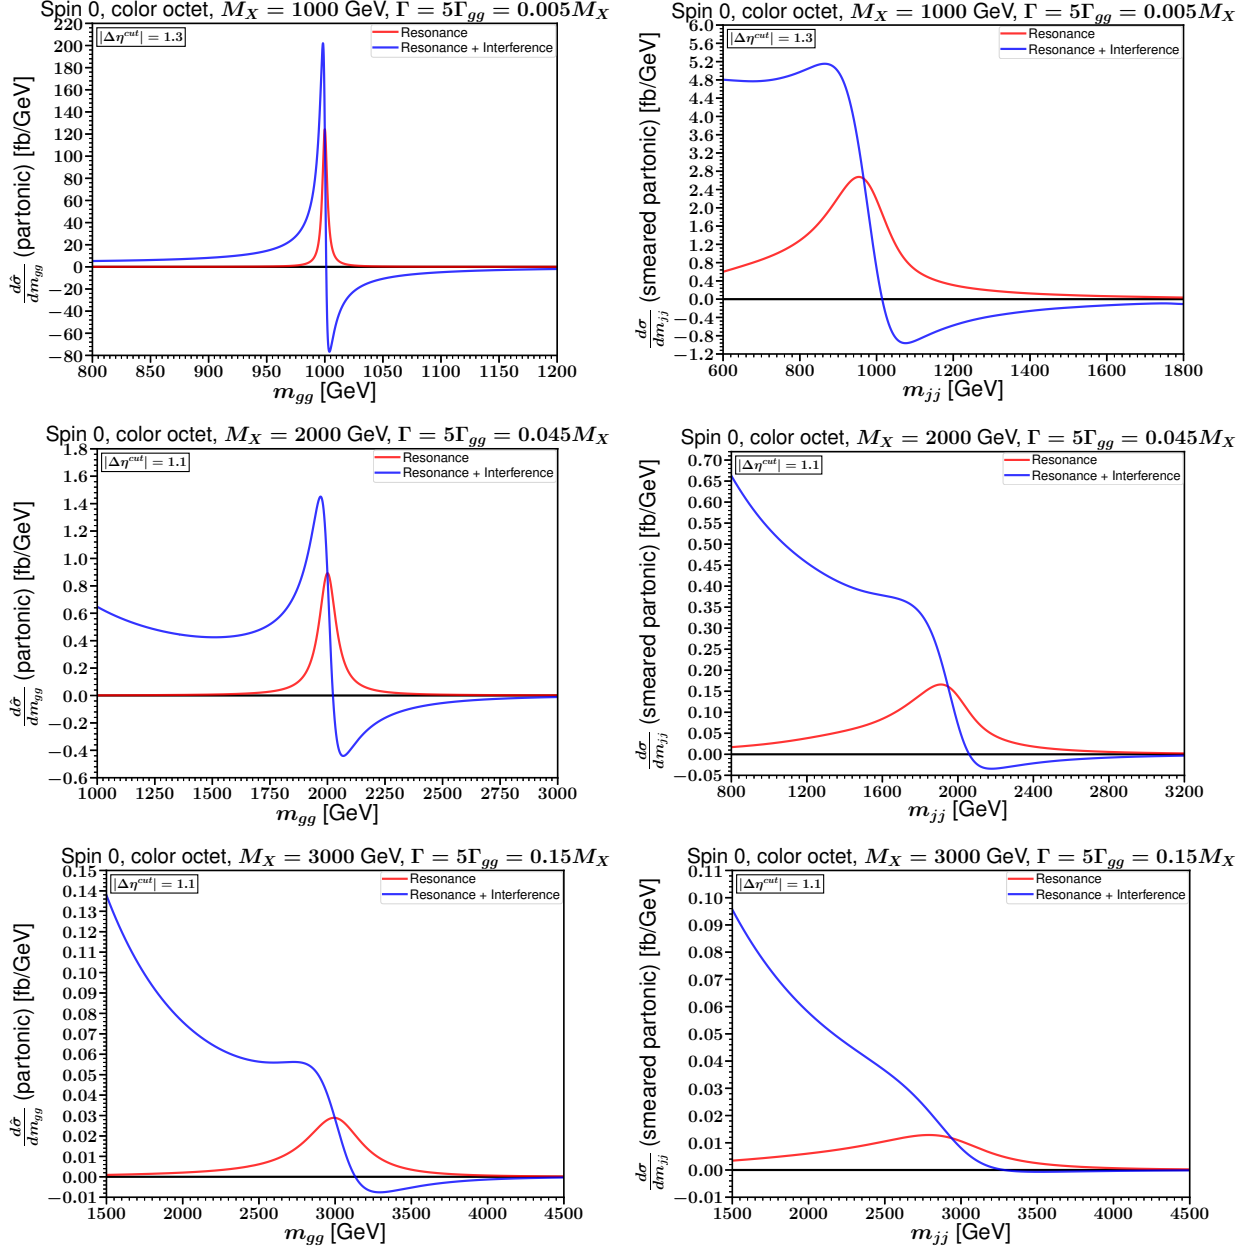 Spin 0, color octet, M_X = 1000 GeV, Γ = 5Γ_gg = 0.005M_X
|Δη^cut| = 1.3
Resonance
Resonance + Interference
dσ̂/dm_gg (partonic) [fb/GeV]
220
200
180
160
140
120
100
80
60
40
20
0
−20
−40
−60
−80
800 850 900 950 1000 1050 1100 1150 1200
m_gg [GeV]
Spin 0, color octet, M_X = 1000 GeV, Γ = 5Γ_gg = 0.005M_X
|Δη^cut| = 1.3
Resonance
Resonance + Interference
dσ/dm_jj (smeared partonic) [fb/GeV]
6.0
5.6
5.2
4.8
4.4
4.0
3.6
3.2
2.8
2.4
2.0
1.6
1.2
0.8
0.4
0.0
−0.4
−0.8
−1.2
600 800 1000 1200 1400 1600 1800
m_jj [GeV]
Spin 0, color octet, M_X = 2000 GeV, Γ = 5Γ_gg = 0.045M_X
|Δη^cut| = 1.1
Resonance
Resonance + Interference
dσ̂/dm_gg (partonic) [fb/GeV]
1.8
1.6
1.4
1.2
1.0
0.8
0.6
0.4
0.2
0.0
−0.2
−0.4
−0.6
1000 1250 1500 1750 2000 2250 2500 2750 3000
m_gg [GeV]
Spin 0, color octet, M_X = 2000 GeV, Γ = 5Γ_gg = 0.045M_X
|Δη^cut| = 1.1
Resonance
Resonance + Interference
dσ/dm_jj (smeared partonic) [fb/GeV]
0.70
0.65
0.60
0.55
0.50
0.45
0.40
0.35
0.30
0.25
0.20
0.15
0.10
0.05
0.00
−0.05
800 1200 1600 2000 2400 2800 3200
m_jj [GeV]
Spin 0, color octet, M_X = 3000 GeV, Γ = 5Γ_gg = 0.15M_X
|Δη^cut| = 1.1
Resonance
Resonance + Interference
dσ̂/dm_gg (partonic) [fb/GeV]
0.15
0.14
0.13
0.12
0.11
0.10
0.09
0.08
0.07
0.06
0.05
0.04
0.03
0.02
0.01
0.00
−0.01
1500 2000 2500 3000 3500 4000 4500
m_gg [GeV]
Spin 0, color octet, M_X = 3000 GeV, Γ = 5Γ_gg = 0.15M_X
|Δη^cut| = 1.1
Resonance
Resonance + Interference
dσ/dm_jj (smeared partonic) [fb/GeV]
0.11
0.10
0.09
0.08
0.07
0.06
0.05
0.04
0.03
0.02
0.01
0.00
−0.01
1500 2000 2500 3000 3500 4000 4500
m_jj [GeV]